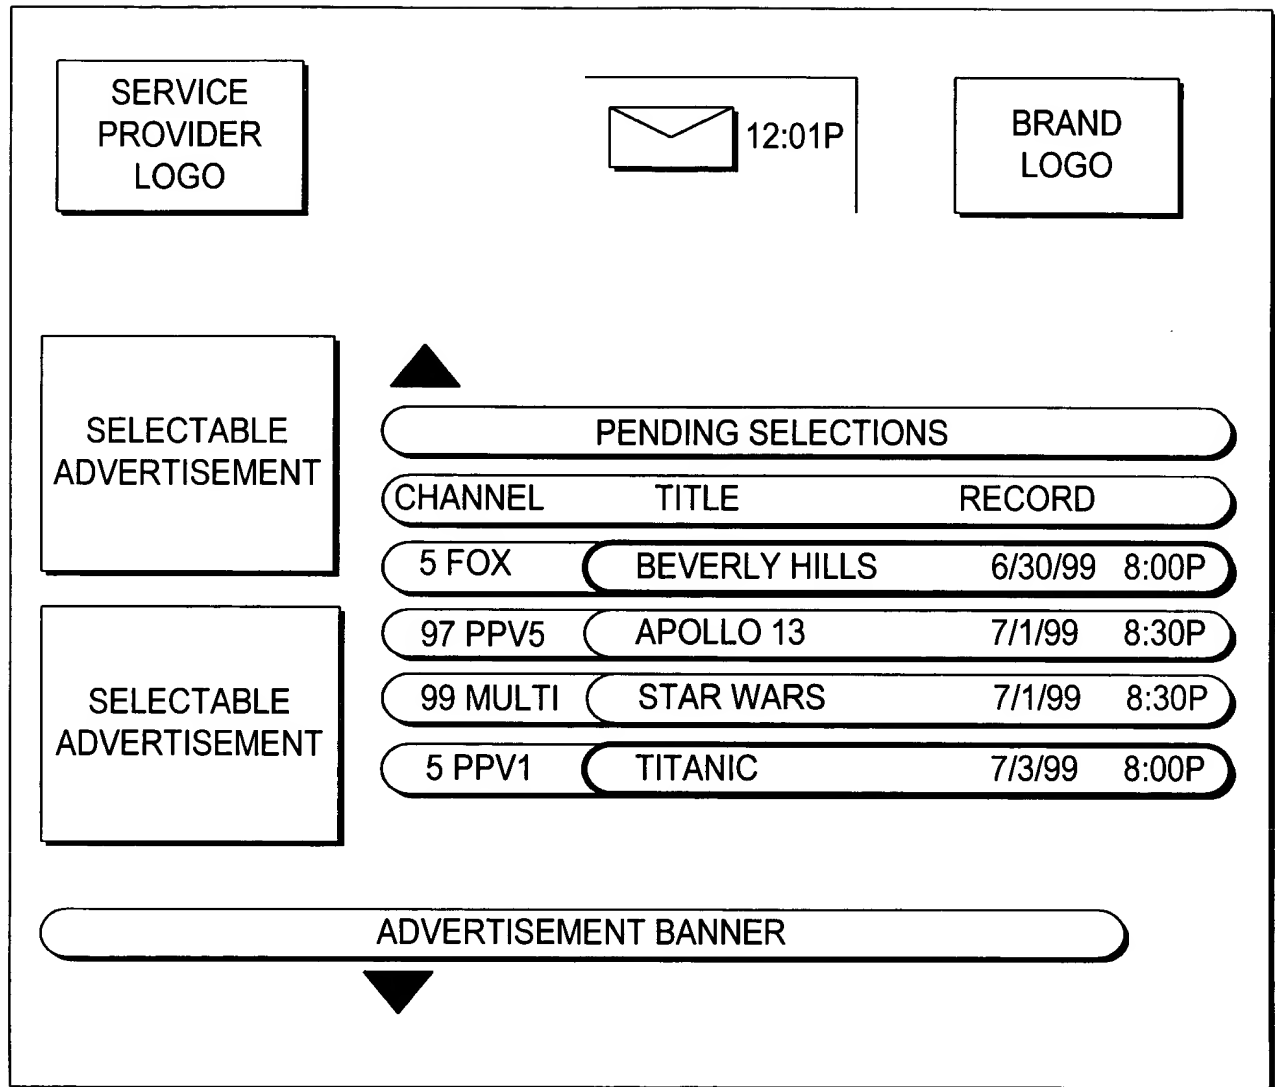 SERVICE
PROVIDER
LOGO
12:01P
BRAND
LOGO
SELECTABLE
ADVERTISEMENT
SELECTABLE
ADVERTISEMENT
PENDING SELECTIONS
CHANNEL TITLE RECORD
5 FOX BEVERLY HILLS 6/30/99 8:00P
97 PPV5 APOLLO 13 7/1/99 8:30P
99 MULTI STAR WARS 7/1/99 8:30P
5 PPV1 TITANIC 7/3/99 8:00P
ADVERTISEMENT BANNER